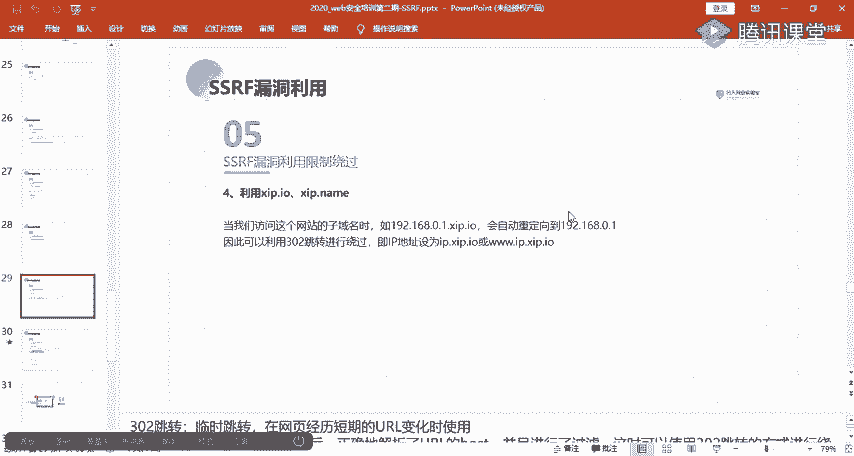 2020_web安全培训第二期-SSRF.pptx - PowerPoint (未经授权产品)
登录
文件 开始 插入 设计 切换 动画 幻灯片放映 审阅 视图 帮助 操作说明搜索
共享
腾讯课堂
25
26
27
28
29
30
31
SSRF漏洞利用
05
SSRF漏洞利用限制绕过
4、利用xip.io、xip.name
当我们访问这个网站的子域名时，如192.168.0.1.xip.io，会自动重定向到192.168.0.1
因此可以利用302跳转进行绕过，即IP地址设为ip.xip.io或www.ip.xip.io
302跳转：临时跳转，在网页经历短期的URL变化时使用
备注 批注
79%